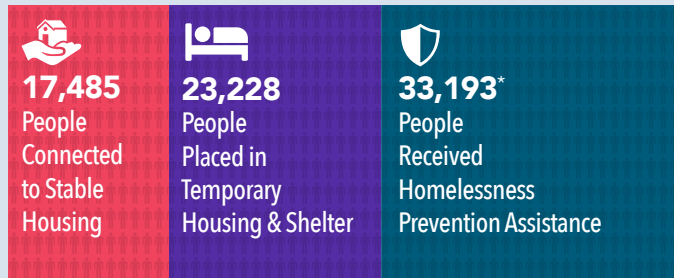 17,485
People
Connected
to Stable
Housing
23,228
People
Placed in
Temporary
Housing & Shelter
33,193*
People
Received
Homelessness
Prevention Assistance